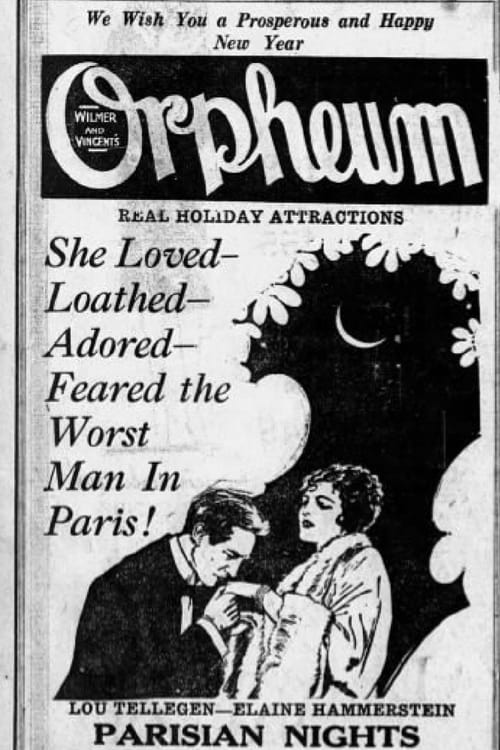 We Wish You a Prosperous and Happy
New Year
WILMER
AND
VINCENT'S
Orpheum
REAL HOLIDAY ATTRACTIONS
She Loved—
Loathed—
Adored—
Feared the
Worst
Man In
Paris!
LOU TELLEGEN—ELAINE HAMMERSTEIN
PARISIAN NIGHTS